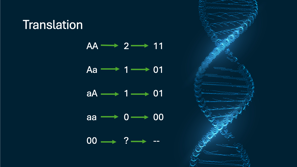 Translation
AA → 2 → 11
Aa → 1 → 01
aA → 1 → 01
aa → 0 → 00
00 → ? → --